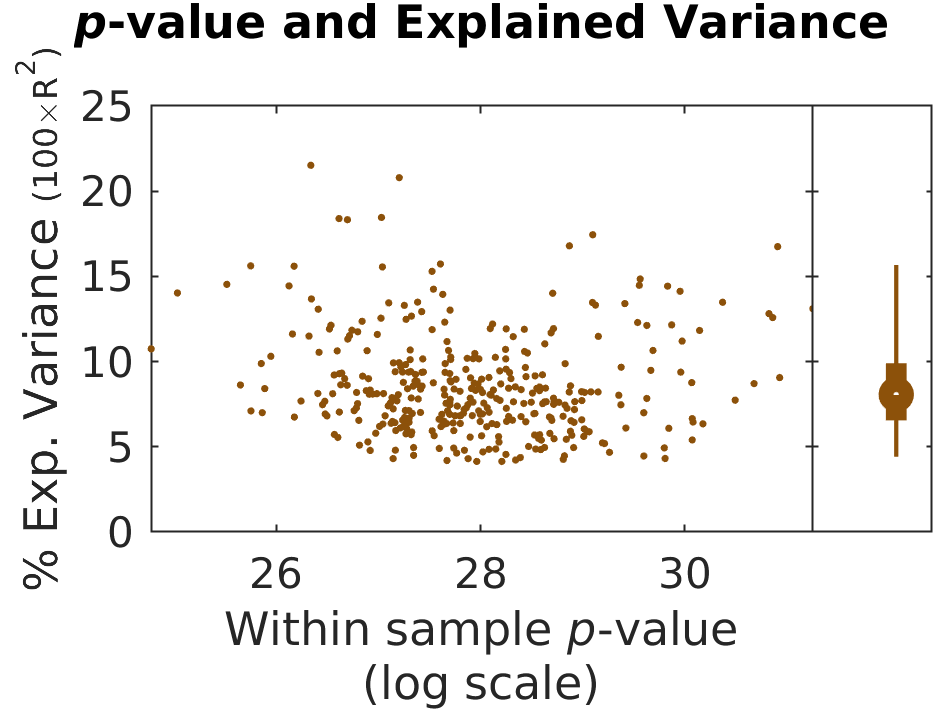 p-value and Explained Variance
% Exp. Variance (100×R²)
25
20
15
10
5
0
26 28 30
Within sample p-value
(log scale)